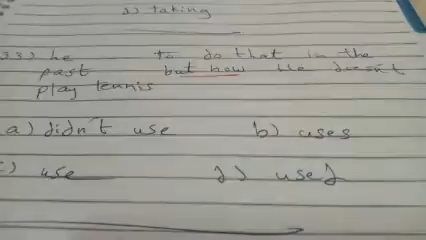 d) taking
33) he to do that in the
past but now He doesn't
play tennis
a) didn't use b) uses
c) use d) used